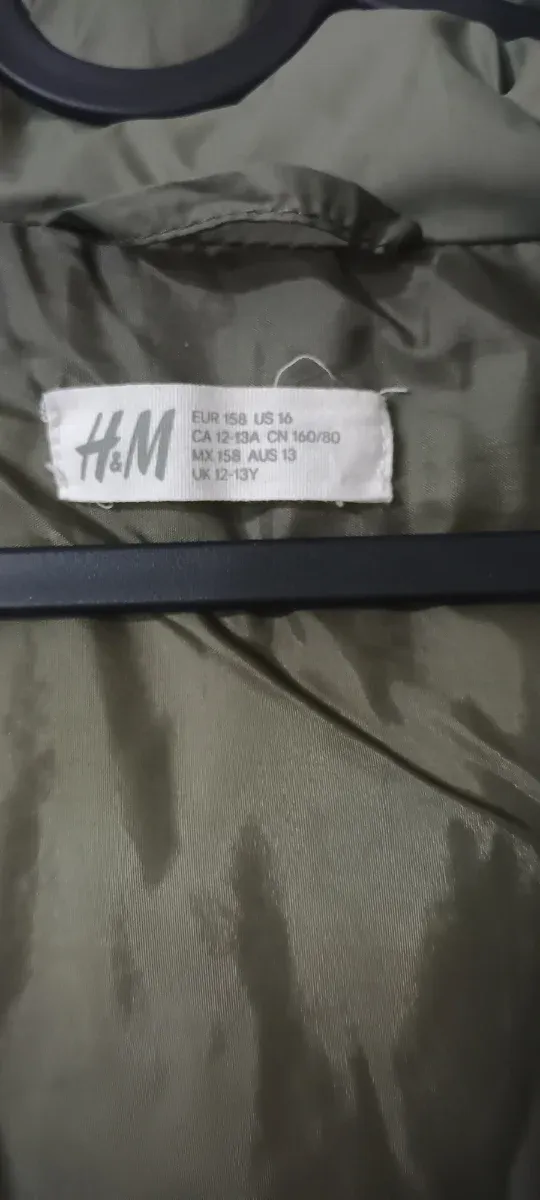 H&M
EUR 158 US 16
CA 12-13A CN 160/80
MX 158 AUS 13
UK 12-13Y